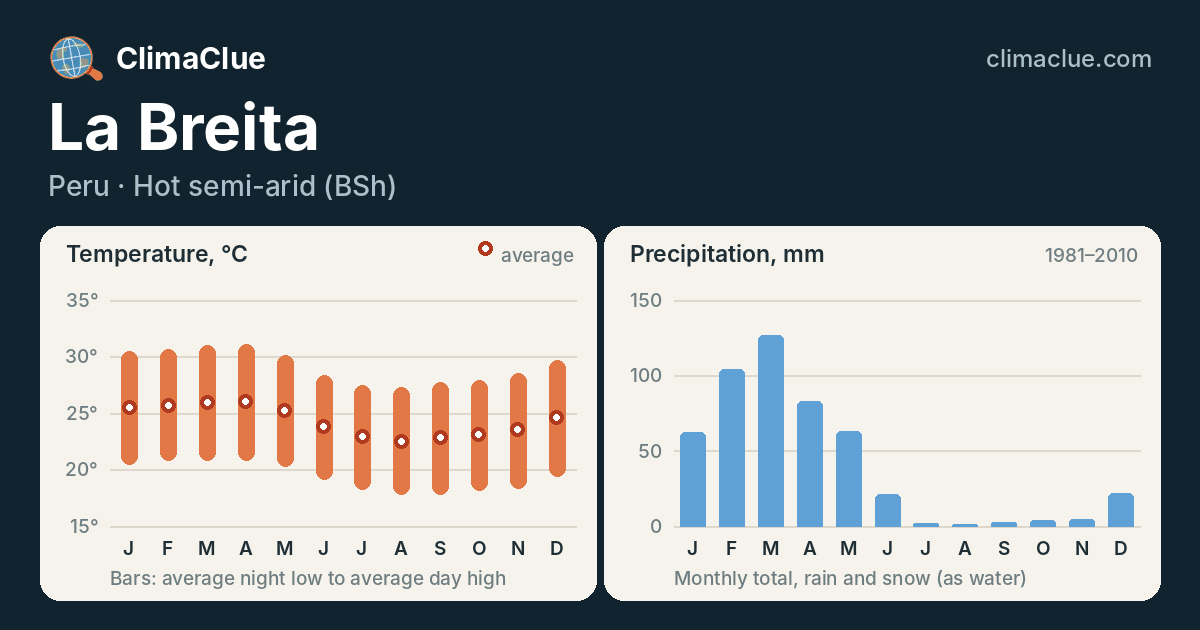 ClimaClue
climaclue.com
La Breita
Peru · Hot semi-arid (BSh)
Temperature, °C
average
35°
30°
25°
20°
15°
J F M A M J J A S O N D
Bars: average night low to average day high
Precipitation, mm
1981–2010
150
100
50
0
J F M A M J J A S O N D
Monthly total, rain and snow (as water)